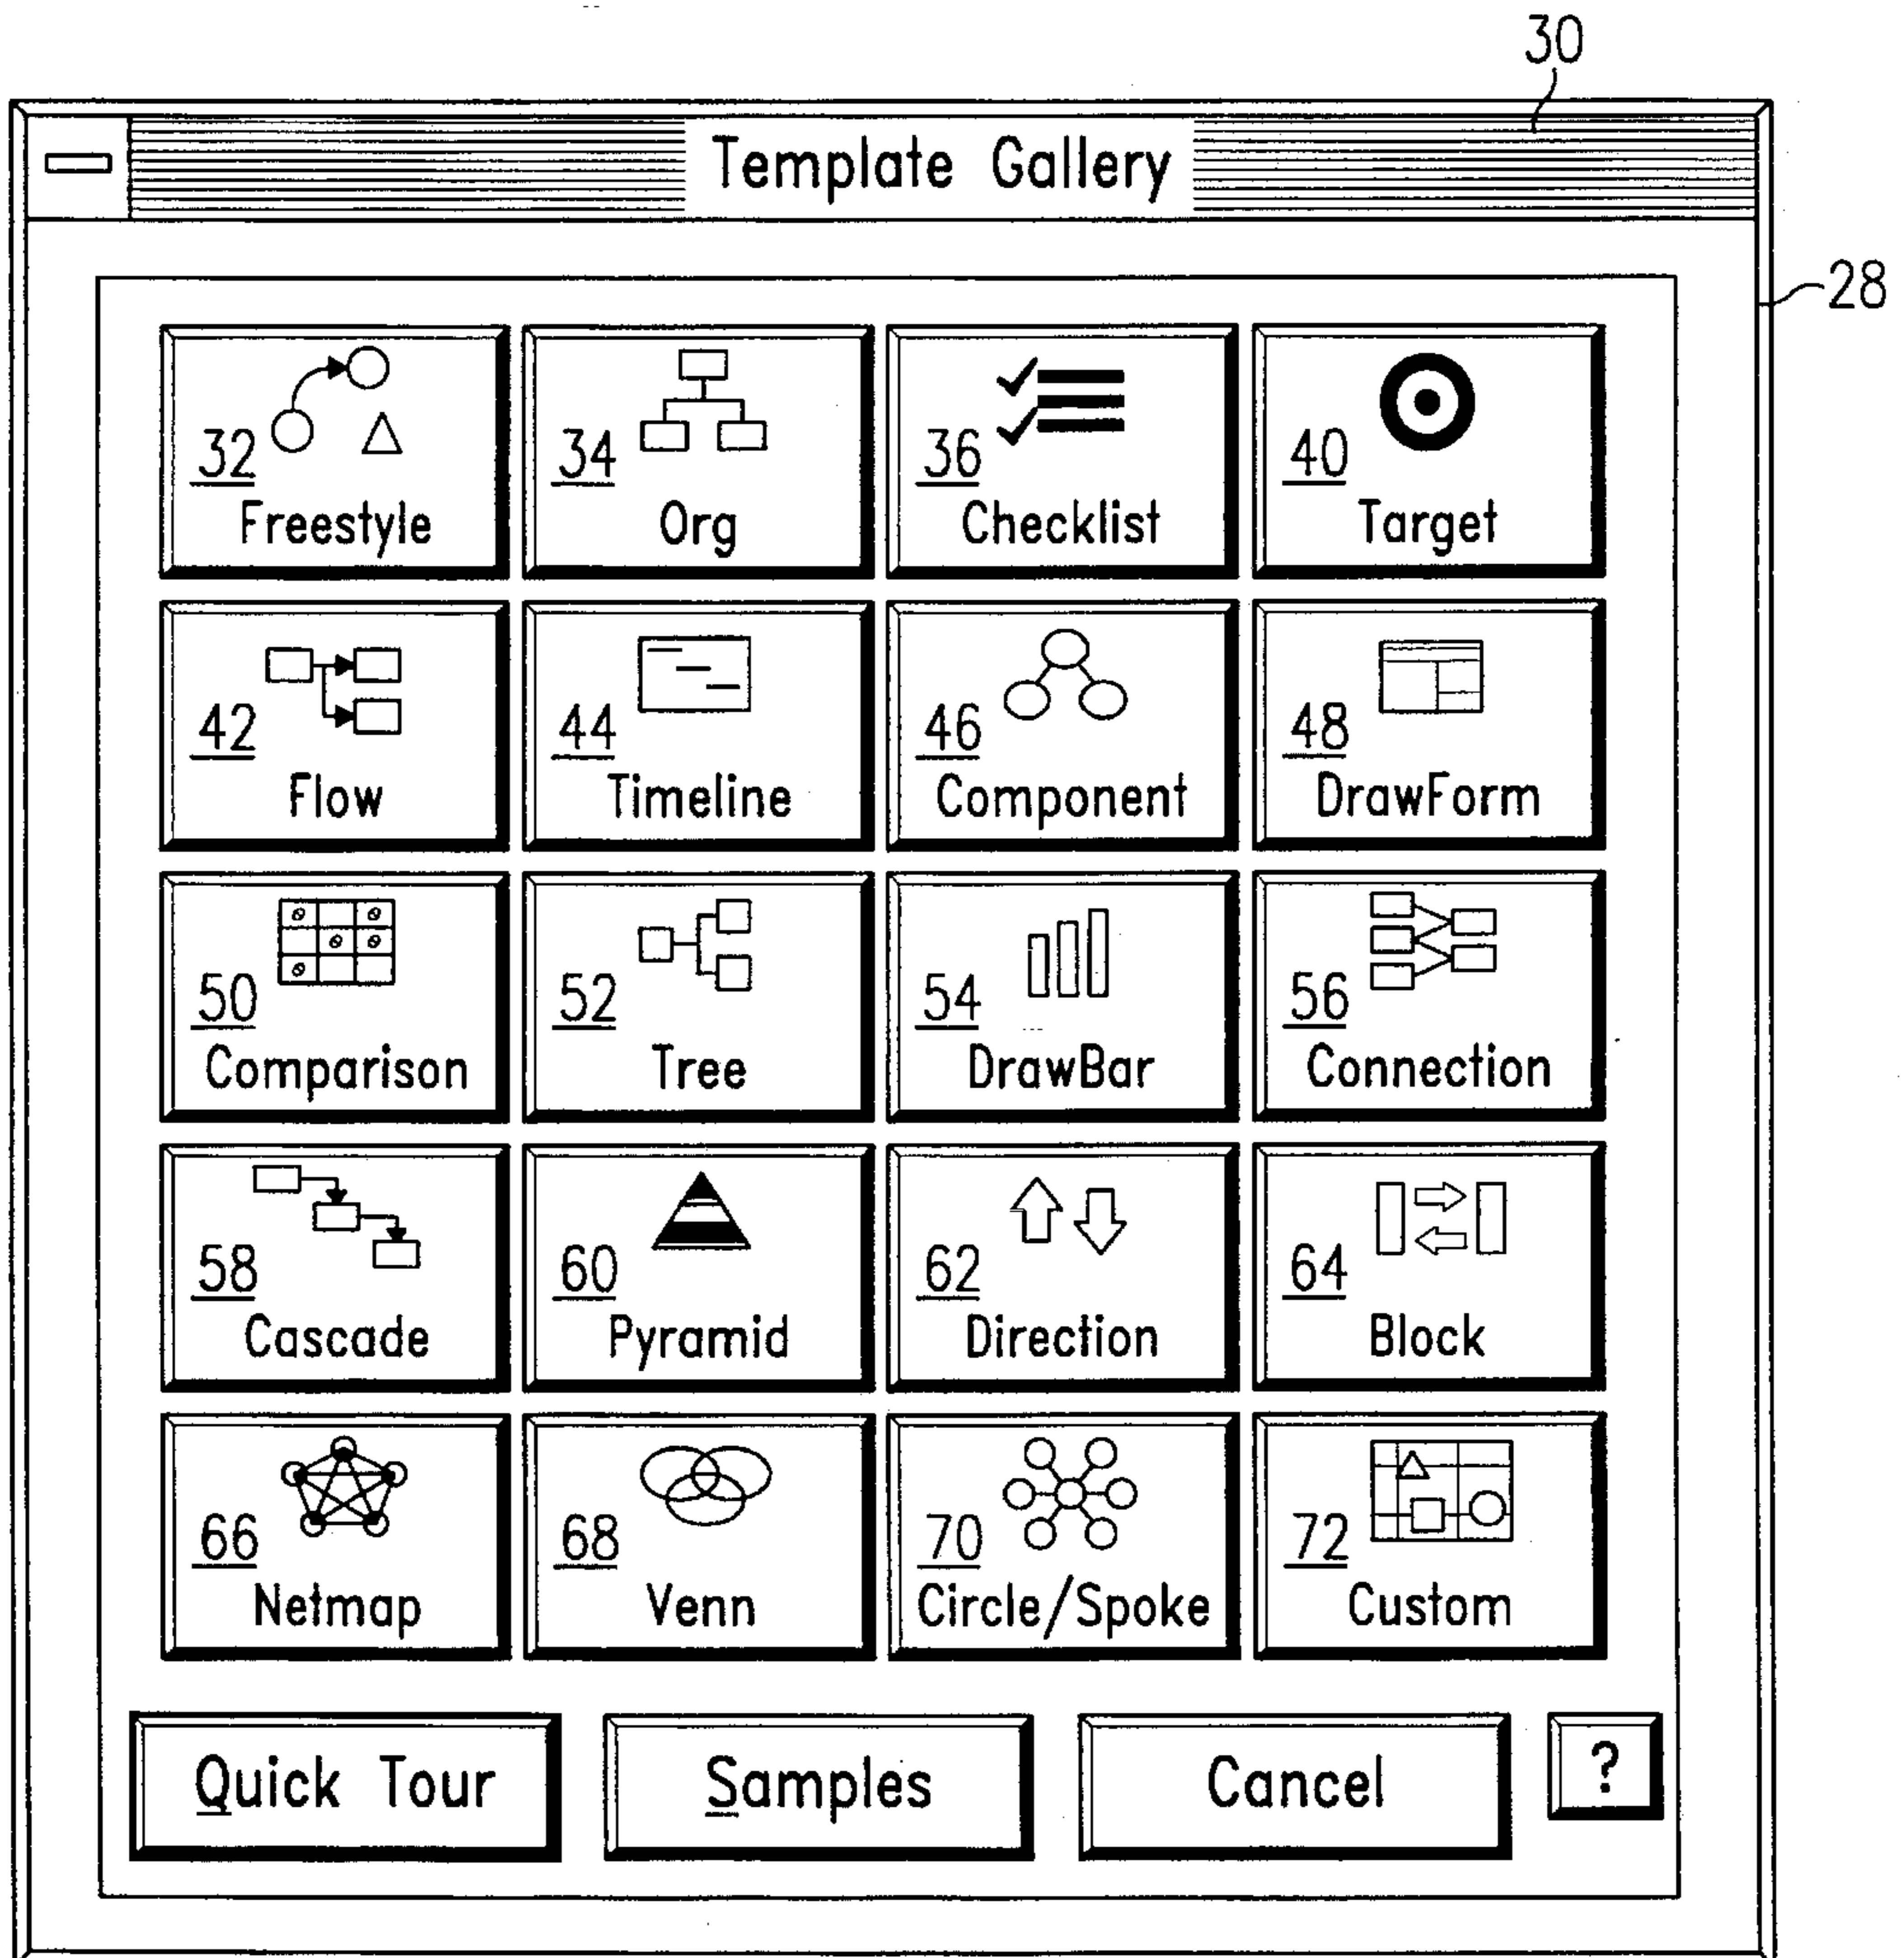 30
Template Gallery
28
32 34 36 40
Freestyle Org Checklist Target
42 44 46 48
Flow Timeline Component DrawForm
50 52 54 56
Comparison Tree DrawBar Connection
58 60 62 64
Cascade Pyramid Direction Block
66 68 70 72
Netmap Venn Circle/Spoke Custom
Quick Tour Samples Cancel ?